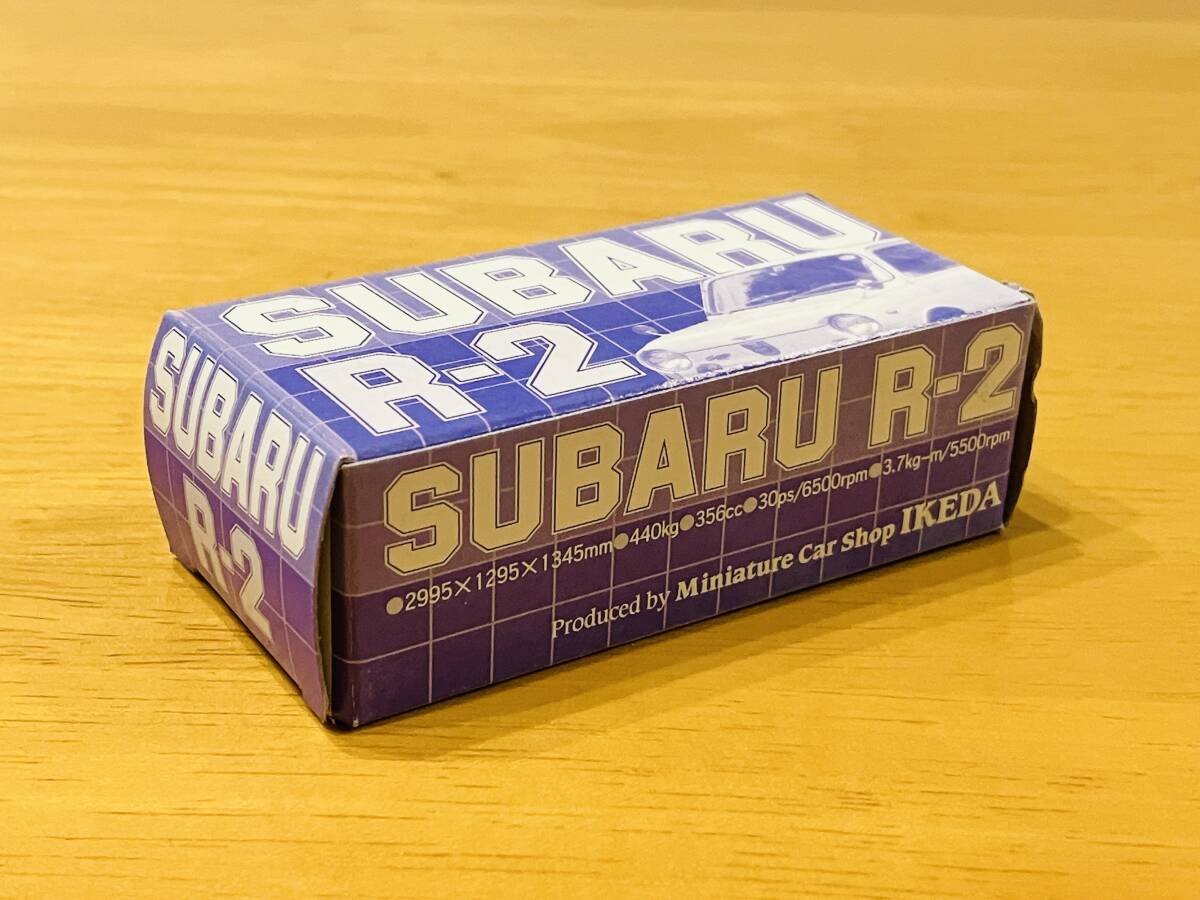 SUBARU
R-2
SUBARU
R-2
SUBARU R-2
●2995×1295×1345mm●440kg●356cc●30ps/6500rpm●3.7kg-m/5500rpm
Produced by Miniature Car Shop IKEDA